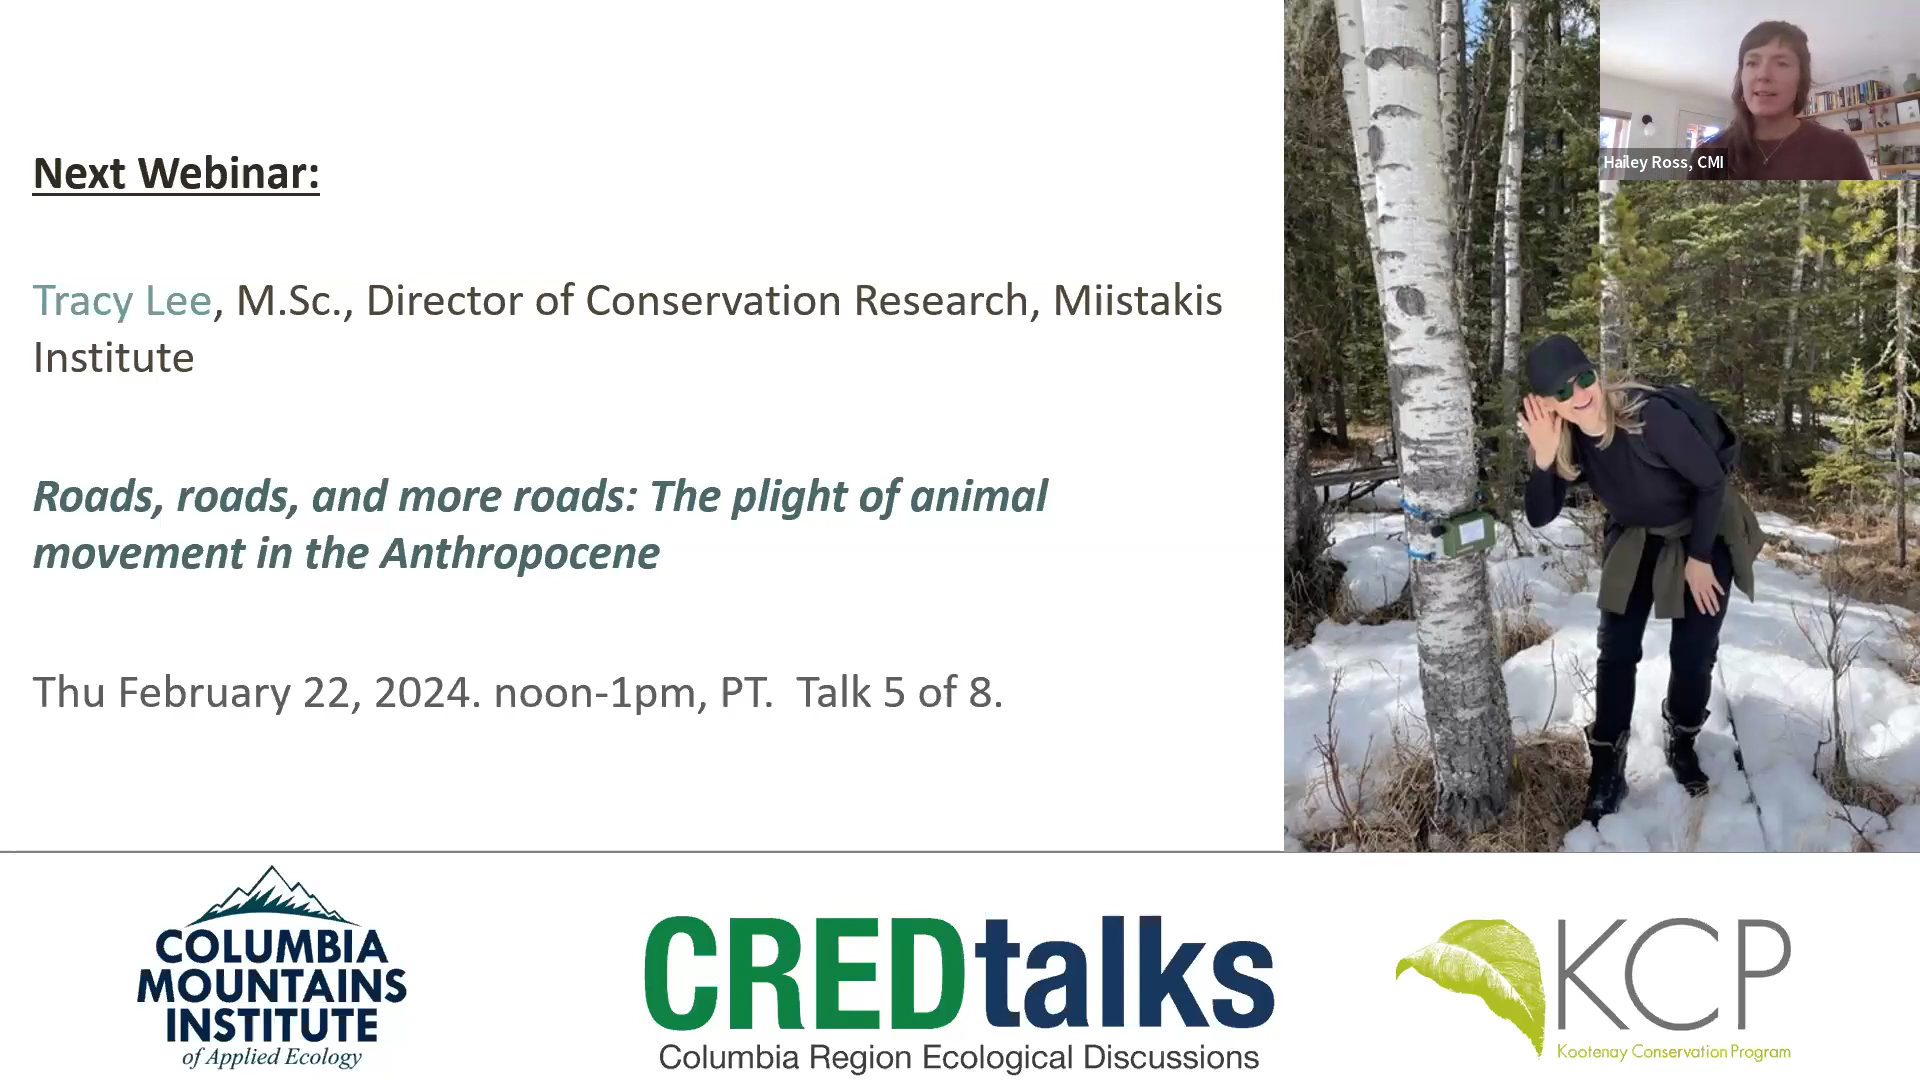 Next Webinar:
Tracy Lee, M.Sc., Director of Conservation Research, Miistakis
Institute
Roads, roads, and more roads: The plight of animal
movement in the Anthropocene
Thu February 22, 2024. noon-1pm, PT. Talk 5 of 8.
Hailey Ross, CMI
COLUMBIA
MOUNTAINS
INSTITUTE
of Applied Ecology
CREDtalks
Columbia Region Ecological Discussions
KCP
Kootenay Conservation Program